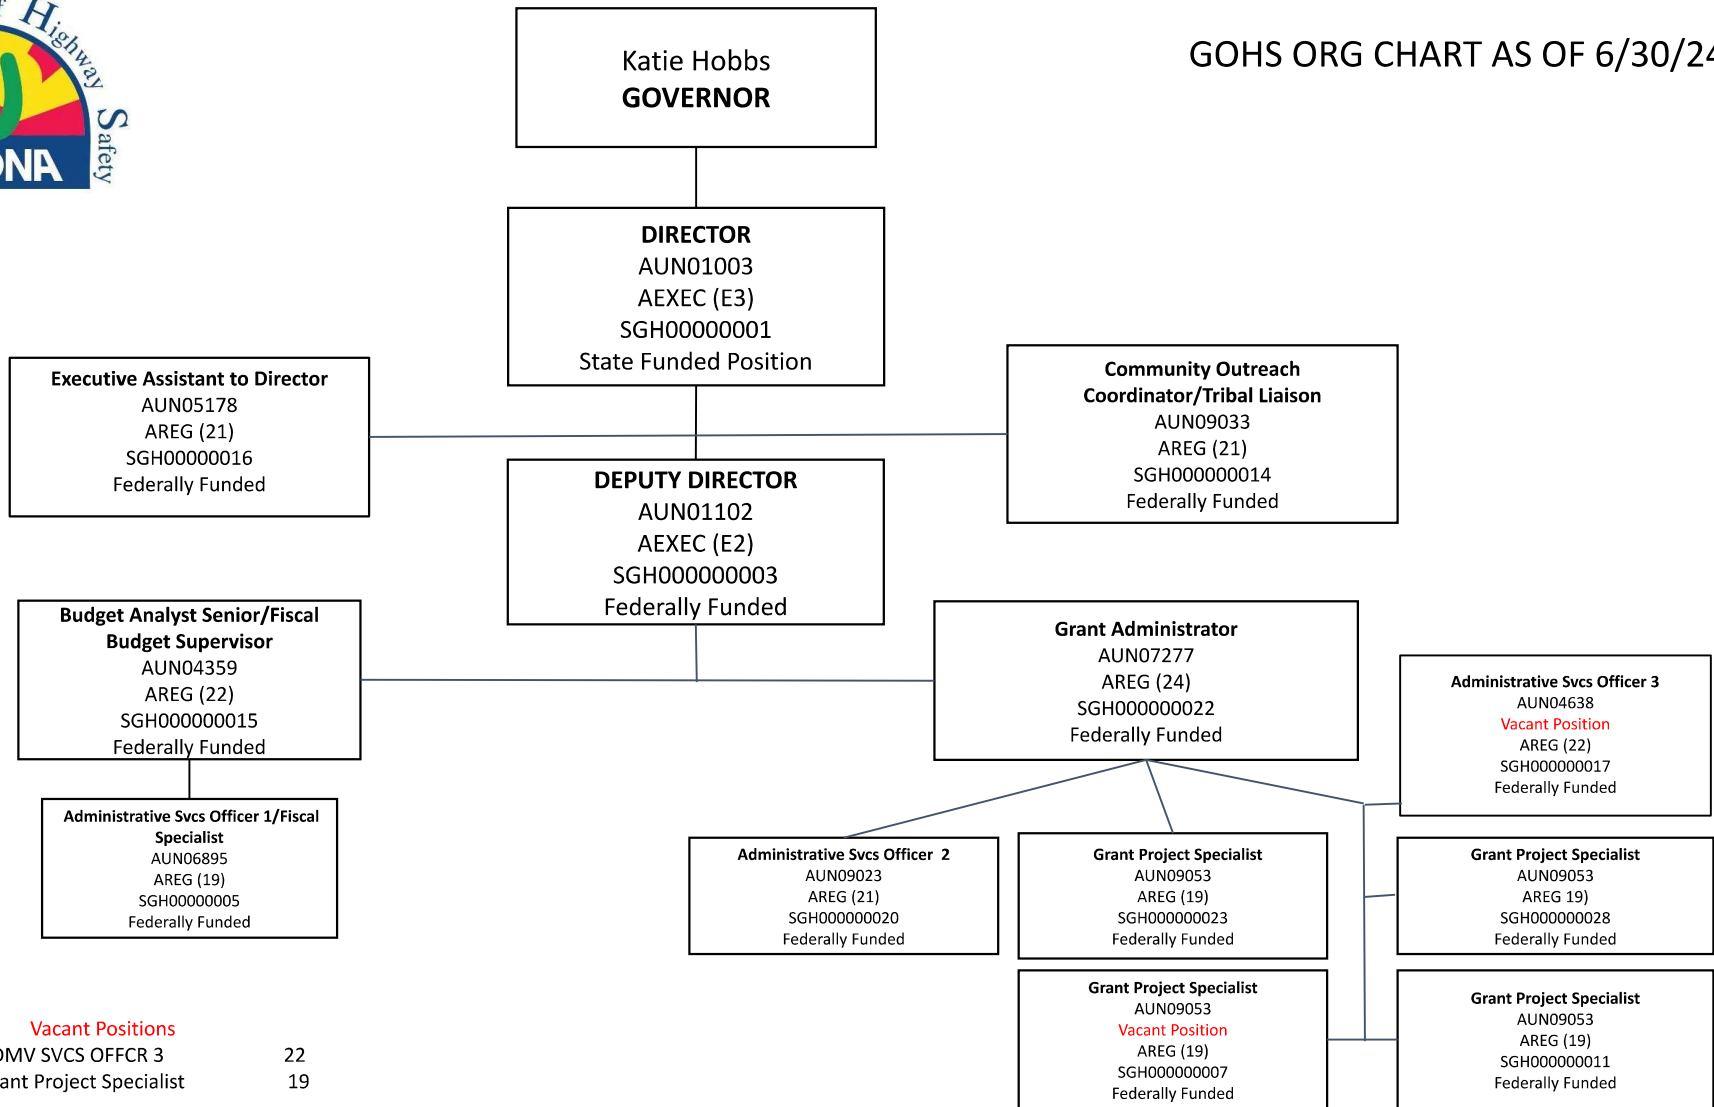 Highway Safety
Katie Hobbs
GOVERNOR
GOHS ORG CHART AS OF 6/30/24
DIRECTOR
AUN01003
AEXEC (E3)
SGH00000001
State Funded Position
Executive Assistant to Director
AUN05178
AREG (21)
SGH00000016
Federally Funded
Community Outreach
Coordinator/Tribal Liaison
AUN09033
AREG (21)
SGH000000014
Federally Funded
DEPUTY DIRECTOR
AUN01102
AEXEC (E2)
SGH000000003
Federally Funded
Budget Analyst Senior/Fiscal
Budget Supervisor
AUN04359
AREG (22)
SGH000000015
Federally Funded
Grant Administrator
AUN07277
AREG (24)
SGH000000022
Federally Funded
Administrative Svcs Officer 3
AUN04638
Vacant Position
AREG (22)
SGH000000017
Federally Funded
Administrative Svcs Officer 1/Fiscal
Specialist
AUN06895
AREG (19)
SGH00000005
Federally Funded
Administrative Svcs Officer 2
AUN09023
AREG (21)
SGH000000020
Federally Funded
Grant Project Specialist
AUN09053
AREG (19)
SGH000000023
Federally Funded
Grant Project Specialist
AUN09053
AREG 19)
SGH000000028
Federally Funded
Grant Project Specialist
AUN09053
Vacant Position
AREG (19)
SGH000000007
Federally Funded
Grant Project Specialist
AUN09053
AREG (19)
SGH000000011
Federally Funded
Vacant Positions
SVCS OFFCR 3 22
Project Specialist 19